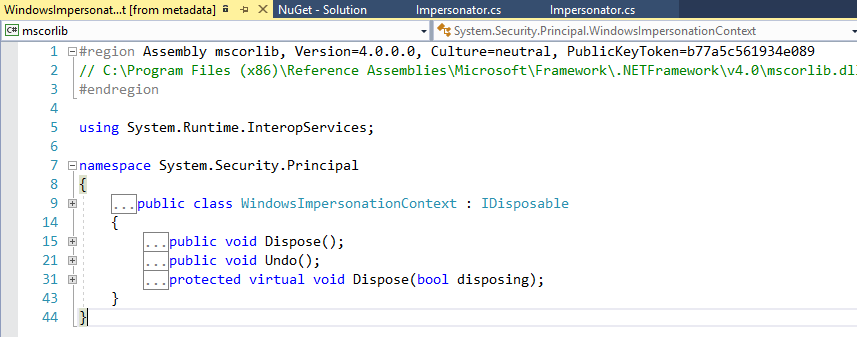 WindowsImpersonat...t [from metadata] NuGet - Solution Impersonator.cs Impersonator.cs
C# mscorlib System.Security.Principal.WindowsImpersonationContext
1 #region Assembly mscorlib, Version=4.0.0.0, Culture=neutral, PublicKeyToken=b77a5c561934e089
2 // C:\Program Files (x86)\Reference Assemblies\Microsoft\Framework\.NETFramework\v4.0\mscorlib.dll
3 #endregion
4
5 using System.Runtime.InteropServices;
6
7 namespace System.Security.Principal
8 {
9 ...public class WindowsImpersonationContext : IDisposable
14 {
15 ...public void Dispose();
21 ...public void Undo();
31 ...protected virtual void Dispose(bool disposing);
43 }
44 }